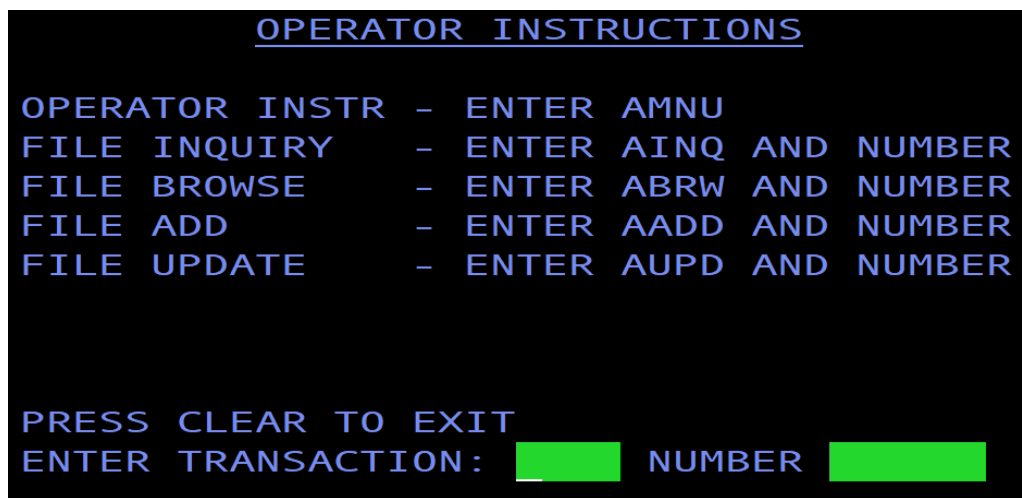 OPERATOR INSTRUCTIONS
OPERATOR INSTR - ENTER AMNU
FILE INQUIRY - ENTER AINQ AND NUMBER
FILE BROWSE - ENTER ABRW AND NUMBER
FILE ADD - ENTER AADD AND NUMBER
FILE UPDATE - ENTER AUPD AND NUMBER
PRESS CLEAR TO EXIT
ENTER TRANSACTION: NUMBER